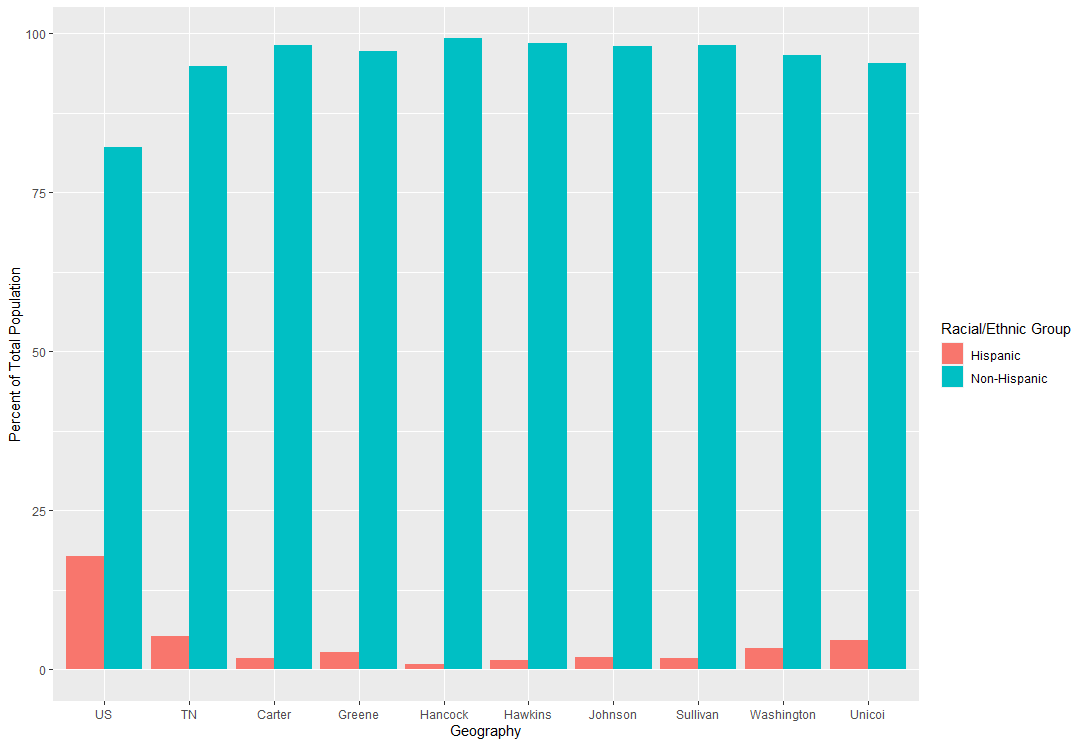 100
75
50
25
0
Percent of Total Population
US TN Carter Greene Hancock Hawkins Johnson Sullivan Washington Unicoi
Geography
Racial/Ethnic Group
Hispanic
Non-Hispanic